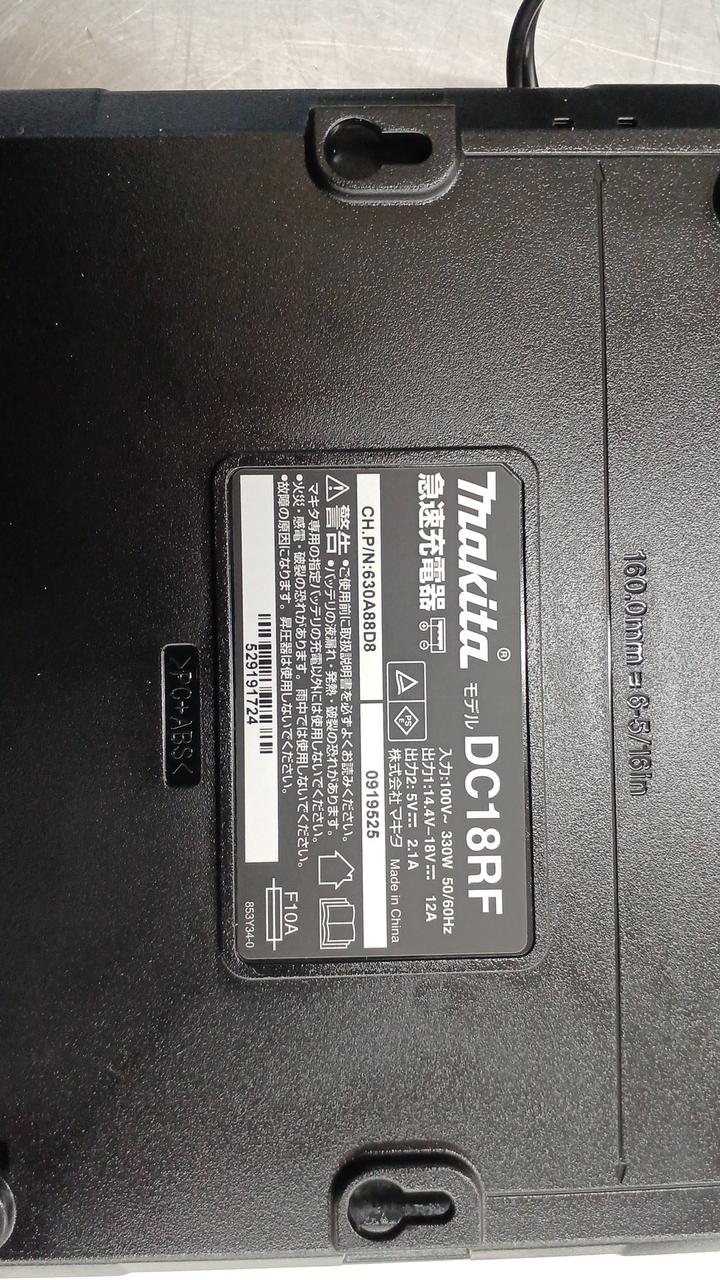 160.0mm = 6-5/16in
makita®
モデル DC18RF
急速充電器
PS
E
入力:100V~ 330W 50/60Hz
出力1:14.4V-18V⎓ 12A
出力2: 5V⎓ 2.1A
株式会社 マキタ Made in China
CH.P/N:630A88D8
0919525
警告
•ご使用前に取扱説明書を必ずよくお読みください。
•バッテリの液漏れ・発熱・破裂の恐れがあります。
マキタ専用の指定バッテリの充電以外には使用しないでください。
•火災・感電・破裂の恐れがあります。雨中では使用しないでください。
•故障の原因になります。昇圧器は使用しないでください。
529191724
F10A
853Y34-0
>PC+ABS<